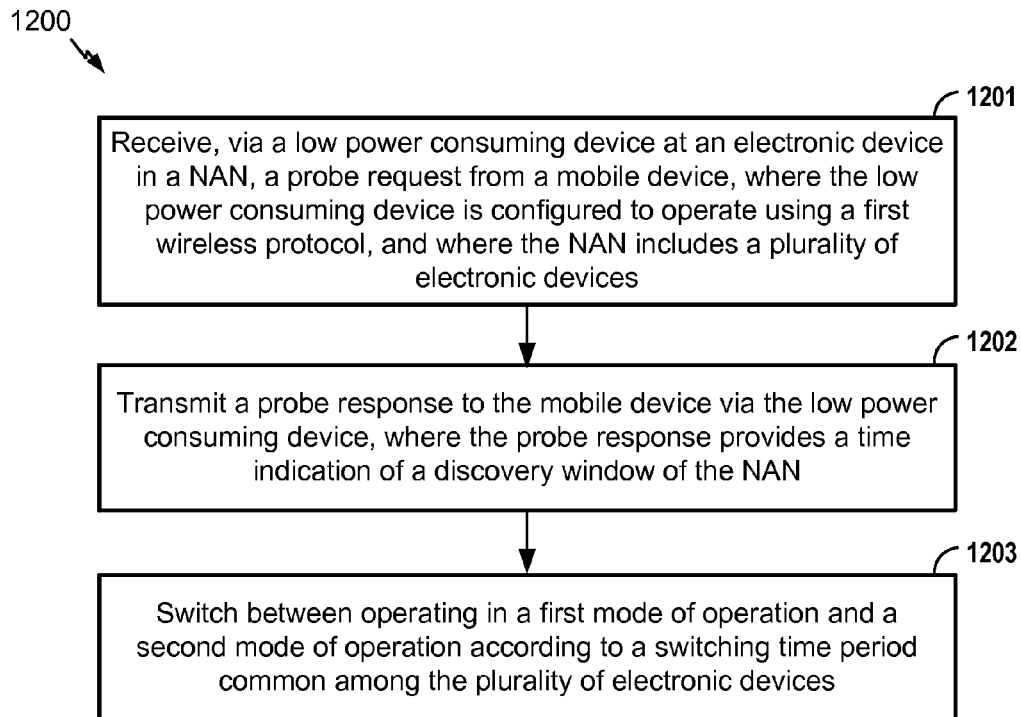 1200
1201
Receive, via a low power consuming device at an electronic device
in a NAN, a probe request from a mobile device, where the low
power consuming device is configured to operate using a first
wireless protocol, and where the NAN includes a plurality of
electronic devices
1202
Transmit a probe response to the mobile device via the low power
consuming device, where the probe response provides a time
indication of a discovery window of the NAN
1203
Switch between operating in a first mode of operation and a
second mode of operation according to a switching time period
common among the plurality of electronic devices